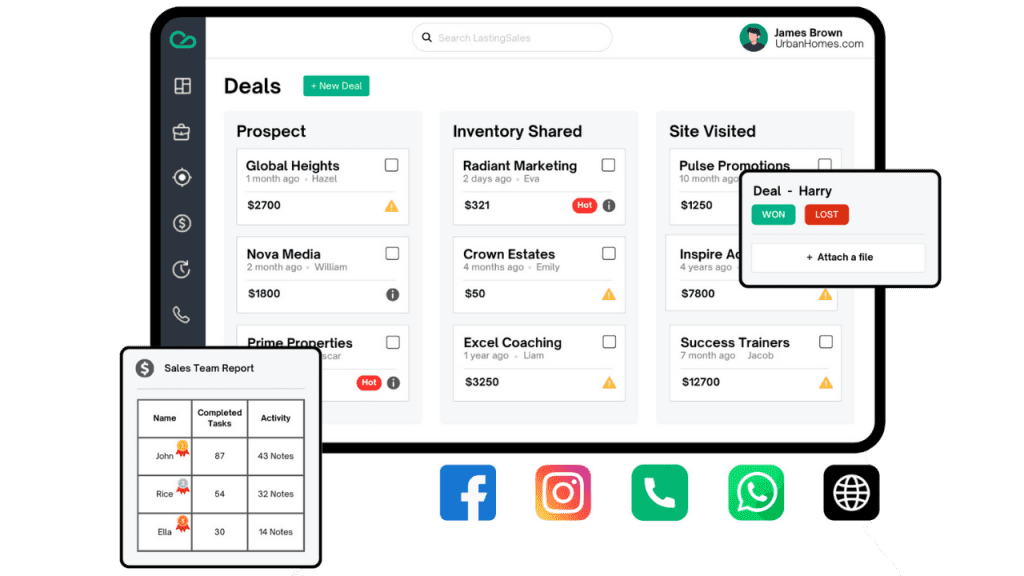 Search LastingSales
James Brown
UrbanHomes.com
Deals
+ New Deal
Prospect
Global Heights
1 month ago • Hazel
$2700
Nova Media
2 month ago • William
$1800
Prime Properties
scar
Hot
Inventory Shared
Radiant Marketing
2 days ago • Eva
$321
Hot
Crown Estates
4 months ago • Emily
$50
Excel Coaching
1 year ago • Liam
$3250
Site Visited
Pulse Promotions
10 month ago
$1250
Inspire Ac
4 years ago
$7800
Success Trainers
7 month ago Jacob
$12700
Deal - Harry
WON
LOST
+ Attach a file
Sales Team Report
Name Completed Tasks Activity
John 87 43 Notes
Rice 54 32 Notes
Ella 30 14 Notes